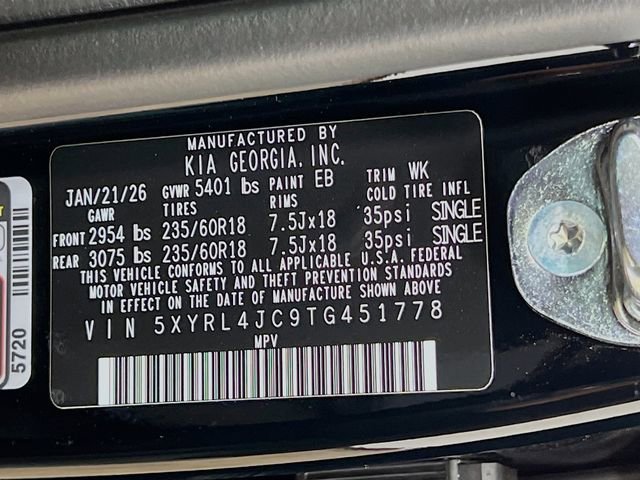 MANUFACTURED BY
KIA GEORGIA, INC.
JAN/21/26 GVWR 5401 lbs PAINT EB TRIM WK
GAWR TIRES RIMS COLD TIRE INFL
FRONT 2954 lbs 235/60R18 7.5Jx18 35psi SINGLE
REAR 3075 lbs 235/60R18 7.5Jx18 35psi SINGLE
THIS VEHICLE CONFORMS TO ALL APPLICABLE U.S.A. FEDERAL
MOTOR VEHICLE SAFETY AND THEFT PREVENTION STANDARDS
IN EFFECT ON THE DATE OF MANUFACTURE SHOWN ABOVE.
VIN 5XYRL4JC9TG451778
MPV
5720